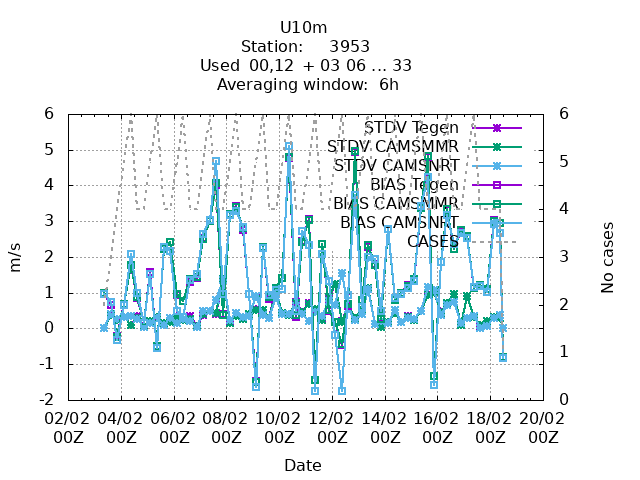 U10m
Station: 3953
Used 00,12 + 03 06 ... 33
Averaging window: 6h
6 6
STDV Tegen
STDV CAMSMMR
5 5
STDV CAMSNRT
BIAS Tegen
4 BIAS CAMSMMR 4
BIAS CAMSNRT
3 CASES 3
2 2
1
0 1
-1
-2 0
m/s
No cases
02/02 04/02 06/02 08/02 10/02 12/02 14/02 16/02 18/02 20/02
00Z 00Z 00Z 00Z 00Z 00Z 00Z 00Z 00Z 00Z
Date